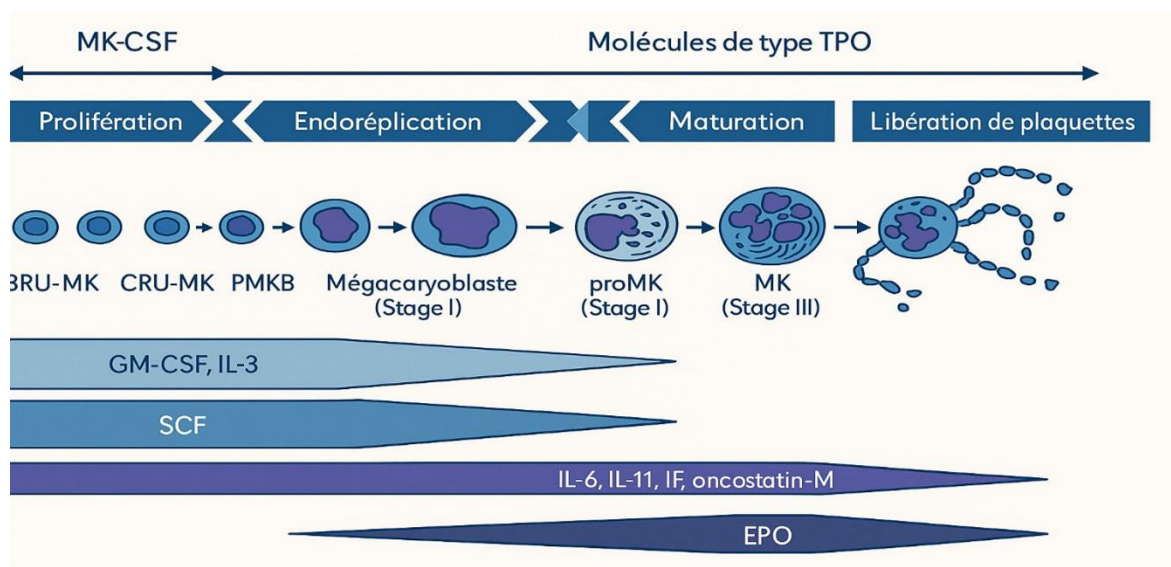 MK-CSF
Molécules de type TPO
Prolifération
Endoréplication
Maturation
Libération de plaquettes
BRU-MK
CRU-MK
PMKB
Mégacaryoblaste
(Stage I)
proMK
(Stage I)
MK
(Stage III)
GM-CSF, IL-3
SCF
IL-6, IL-11, IF, oncostatin-M
EPO